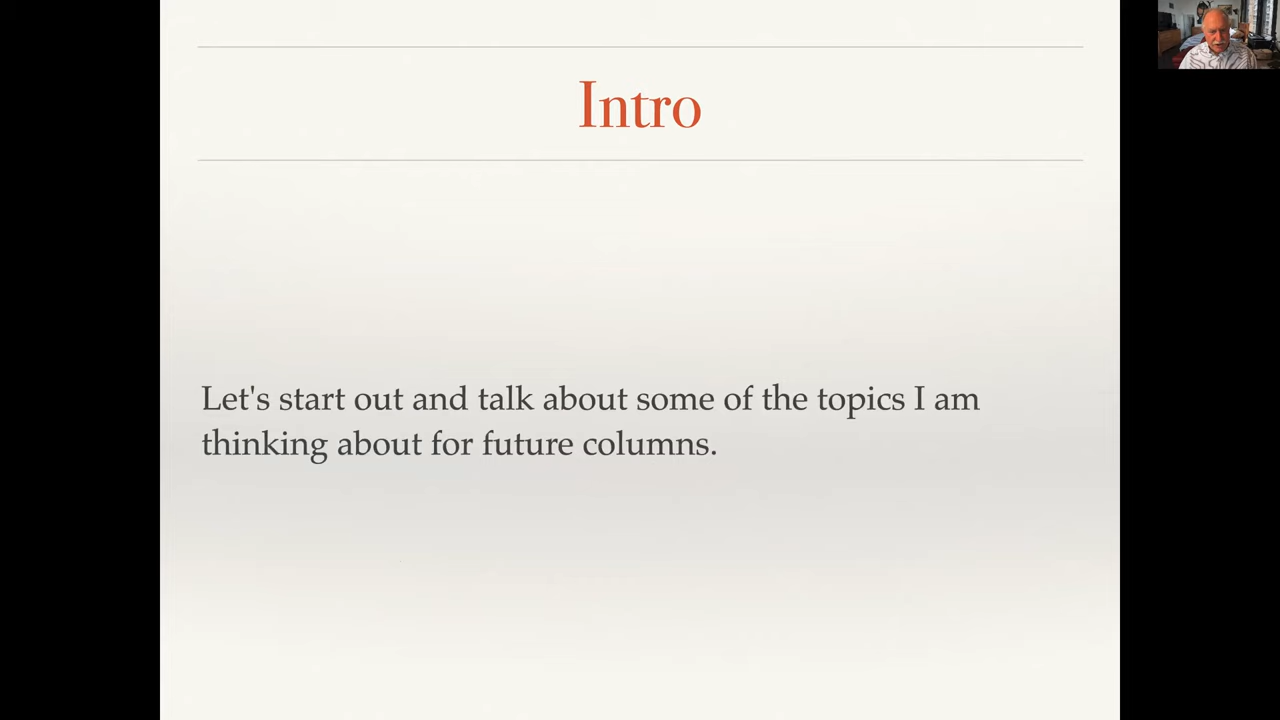 Intro
Let's start out and talk about some of the topics I am
thinking about for future columns.